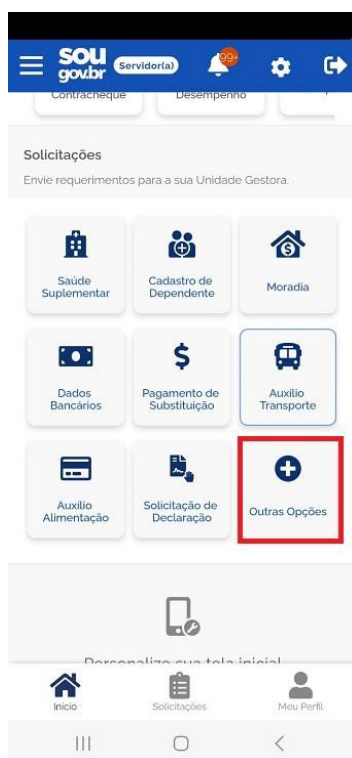 SOU
gov.br
Servidor(a)
99+
Contracheque
Desempenho
Solicitações
Envie requerimentos para a sua Unidade Gestora.
Saúde
Suplementar
Cadastro de
Dependente
Moradia
Dados
Bancários
Pagamento de
Substituição
Auxílio
Transporte
Auxílio
Alimentação
Solicitação de
Declaração
Outras Opções
Personalize sua tela inicial
Início
Solicitações
Meu Perfil